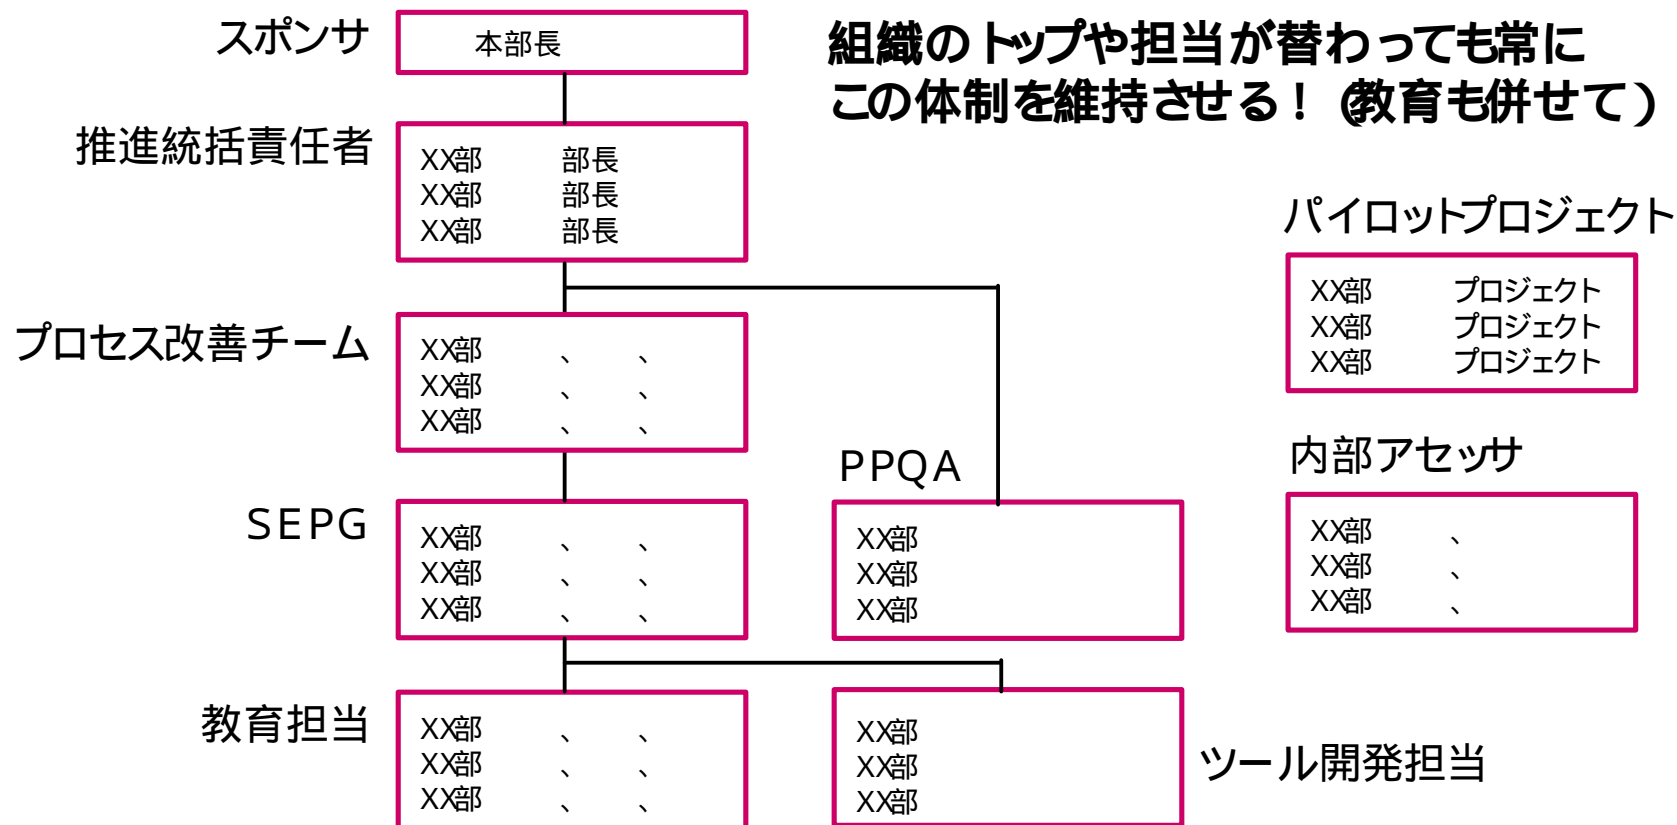 スポンサ
本部長
組織のトップや担当が替わっても常に
この体制を維持させる！（教育も併せて）
推進統括責任者
XX部 部長
XX部 部長
XX部 部長
パイロットプロジェクト
XX部 プロジェクト
XX部 プロジェクト
XX部 プロジェクト
プロセス改善チーム
XX部 、 、
XX部 、 、
XX部 、 、
内部アセッサ
XX部 、
XX部 、
XX部 、
SEPG
XX部 、 、
XX部 、 、
XX部 、 、
PPQA
XX部
XX部
XX部
教育担当
XX部 、 、
XX部 、 、
XX部 、 、
XX部
XX部
XX部
ツール開発担当